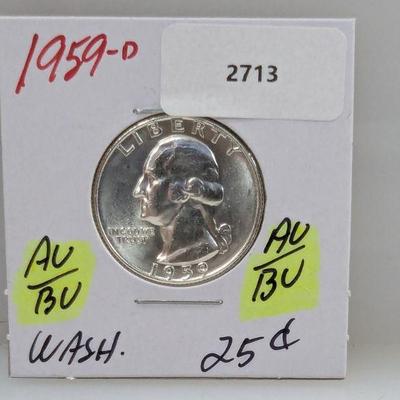 1959-D
2713
LIBERTY
IN GOD WE
TRUST
1959
AU/BU
AU/BU
WASH.
25¢